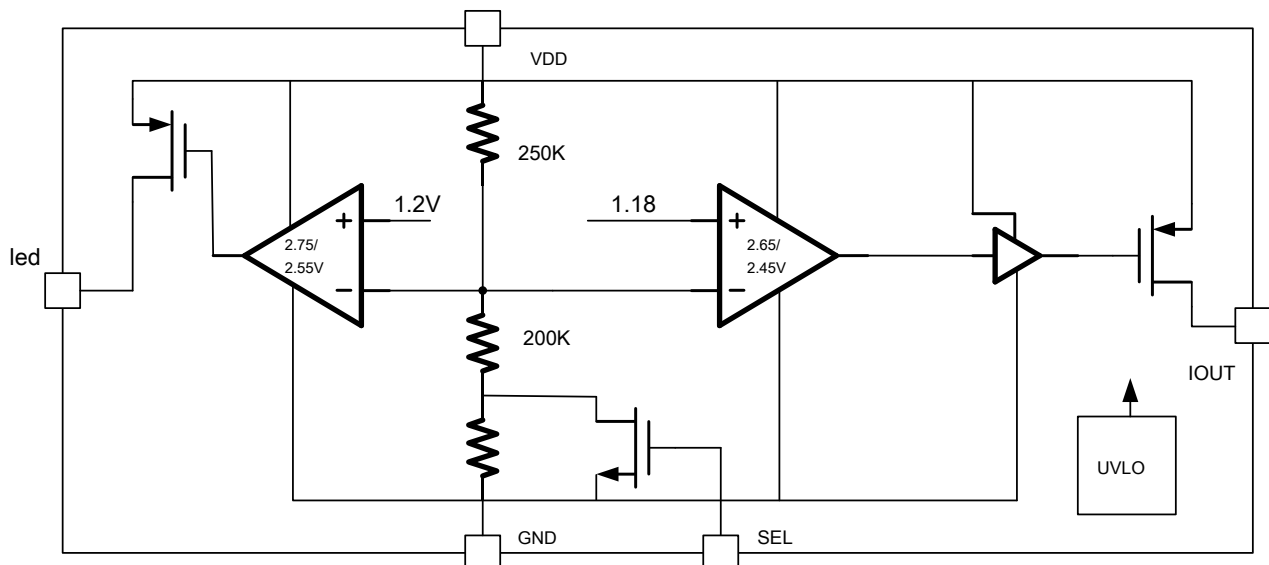 VDD
250K
1.2V
1.18
+
+
2.75/
2.55V
2.65/
2.45V
led
−
−
200K
IOUT
UVLO
GND
SEL